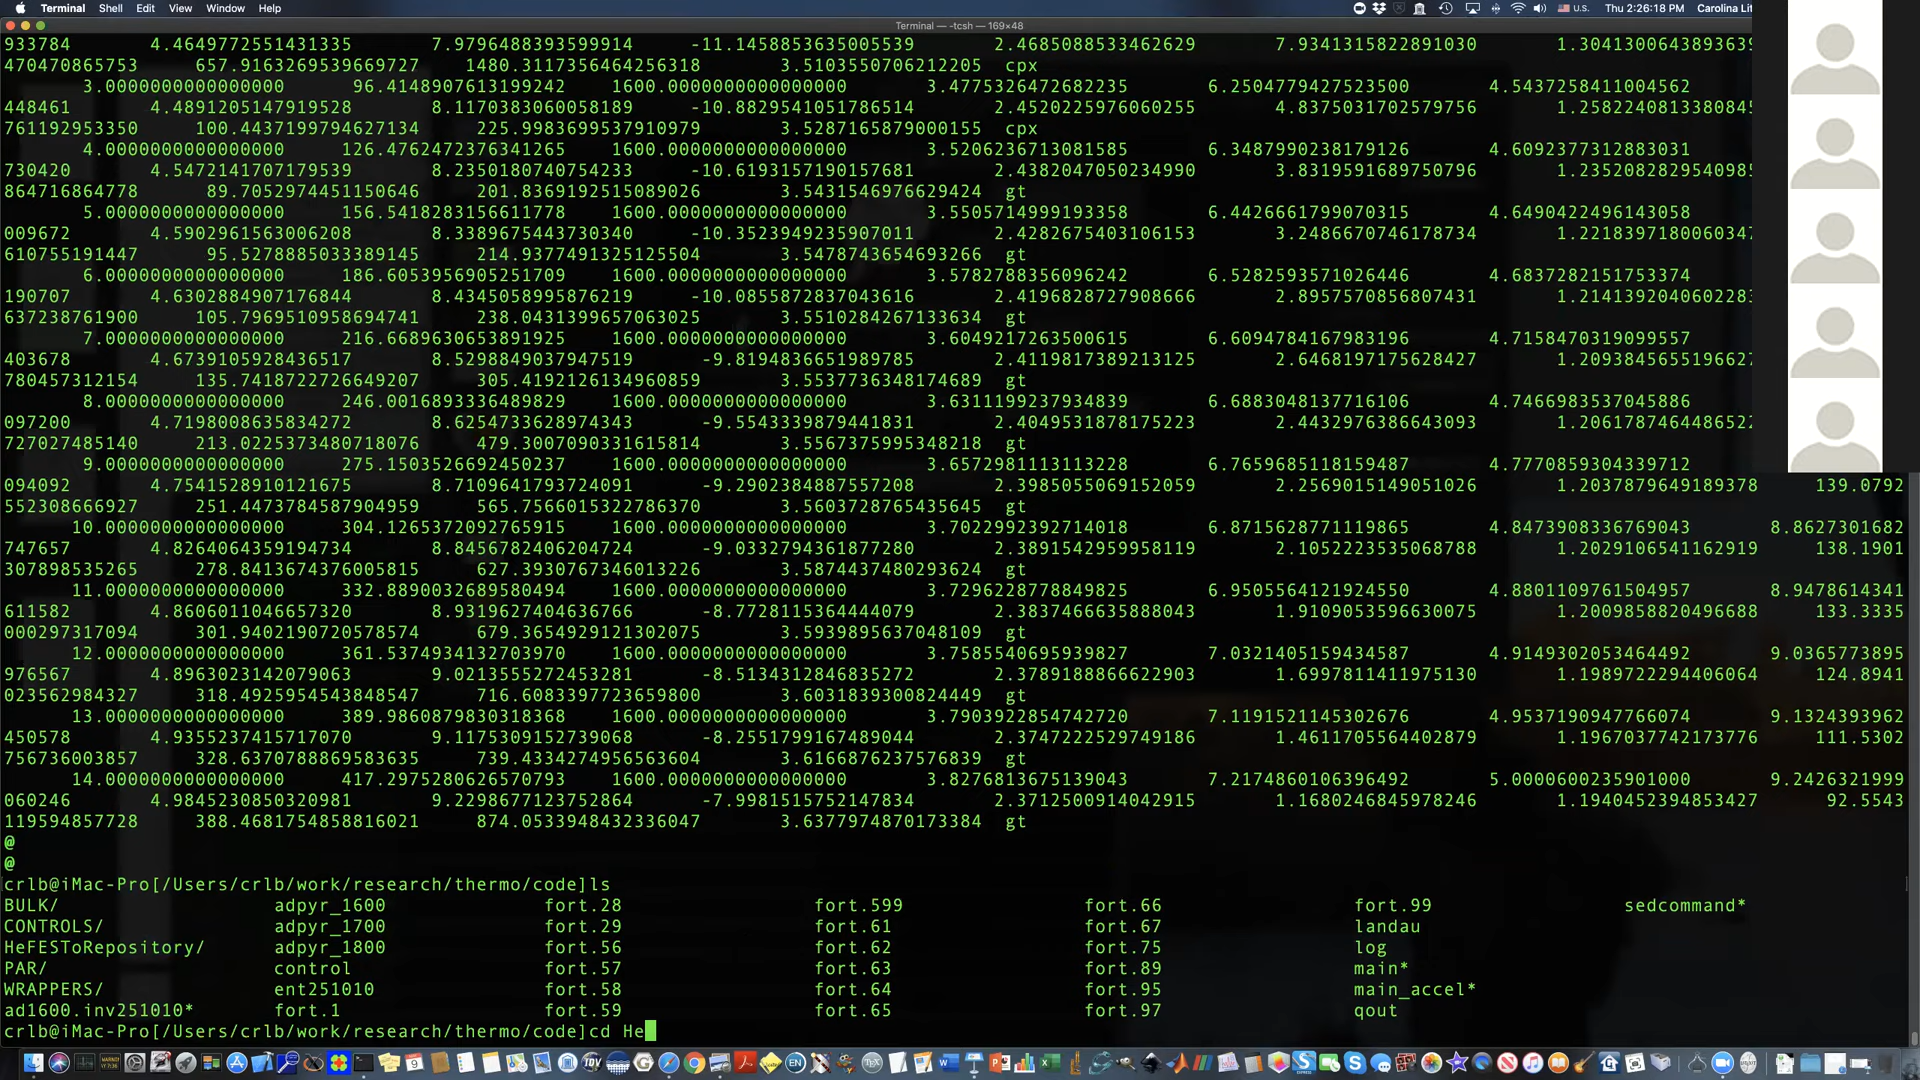 Terminal Shell Edit View Window Help U.S. Thu 2:26:18 PM Carolina Lit
Terminal — -tcsh — 169×48
933784 4.4649772551431335 7.9796488393599914 -11.1458853635005539 2.4685088533462629 7.9341315822891030 1.3041300643893639
470470865753 657.9163269539669727 1480.3117356464256318 3.5103550706212205 cpx
3.0000000000000000 96.4148907613199242 1600.0000000000000000 3.4775326472682235 6.2504779427523500 4.5437258411004562
448461 4.4891205147919528 8.1170383060058189 -10.8829541051786514 2.4520225976060255 4.8375031702579756 1.2582240813380845
761192953350 100.4437199794627134 225.9983699537910979 3.5287165879000155 cpx
4.0000000000000000 126.4762472376341265 1600.0000000000000000 3.5206236713081585 6.3487990238179126 4.6092377312883031
730420 4.5472141707179539 8.2350180740754233 -10.6193157190157681 2.4382047050234990 3.8319591689750796 1.2352082829540985
864716864778 89.7052974451150646 201.8369192515089026 3.5431546976629424 gt
5.0000000000000000 156.5418283156611778 1600.0000000000000000 3.5505714999193358 6.4426661799070315 4.6490422496143058
009672 4.5902961563006208 8.3389675443730340 -10.3523949235907011 2.4282675403106153 3.2486670746178734 1.2218397180060347
610755191447 95.5278885033389145 214.9377491325125504 3.5478743654693266 gt
6.0000000000000000 186.6053956905251709 1600.0000000000000000 3.5782788356096242 6.5282593571026446 4.6837282151753374
190707 4.6302884907176844 8.4345058995876219 -10.0855872837043616 2.4196828727908666 2.8957570856807431 1.2141392040602283
637238761900 105.7969510958694741 238.0431399657063025 3.5510284267133634 gt
7.0000000000000000 216.6689630653891925 1600.0000000000000000 3.6049217263500615 6.6094784167983196 4.7158470319099557
403678 4.6739105928436517 8.5298849037947519 -9.8194836651989785 2.4119817389213125 2.6468197175628427 1.2093845655196627
780457312154 135.7418722726649207 305.4192126134960859 3.5537736348174689 gt
8.0000000000000000 246.0016893336489829 1600.0000000000000000 3.6311199237934839 6.6883048137716106 4.7466983537045886
097200 4.7198008635834272 8.6254733628974343 -9.5543339879441831 2.4049531878175223 2.4432976386643093 1.2061787464486522
727027485140 213.0225373480718076 479.3007090331615814 3.5567375995348218 gt
9.0000000000000000 275.1503526692450237 1600.0000000000000000 3.6572981113113228 6.7659685118159487 4.7770859304339712
094092 4.7541528910121675 8.7109641793724091 -9.2902384887557208 2.3985055069152059 2.2569015149051026 1.2037879649189378 139.0792
552308666927 251.4473784587904959 565.7566015322786370 3.5603728765435645 gt
10.0000000000000000 304.1265372092765915 1600.0000000000000000 3.7022992392714018 6.8715628771119865 4.8473908336769043 8.8627301682
747657 4.8264064359194734 8.8456782406204724 -9.0332794361877280 2.3891542959958119 2.1052223535068788 1.2029106541162919 138.1901
307898535265 278.8413674376005815 627.3930767346013226 3.5874437480293624 gt
11.0000000000000000 332.8890032689580494 1600.0000000000000000 3.7296228778849825 6.9505564121924550 4.8801109761504957 8.9478614341
611582 4.8606011046657320 8.9319627404636766 -8.7728115364444079 2.3837466635888043 1.9109053596630075 1.2009858820496688 133.3335
000297317094 301.9402190720578574 679.3654929121302075 3.5939895637048109 gt
12.0000000000000000 361.5374934132703970 1600.0000000000000000 3.7585540695939827 7.0321405159434587 4.9149302053464492 9.0365773895
976567 4.8963023142079063 9.0213555272453281 -8.5134312846835272 2.3789188866622903 1.6997811411975130 1.1989722294406064 124.8941
023562984327 318.4925954543848547 716.6083397723659800 3.6031839300824449 gt
13.0000000000000000 389.9860879830318368 1600.0000000000000000 3.7903922854742720 7.1191521145302676 4.9537190947766074 9.1324393962
450578 4.9355237415717070 9.1175309152739068 -8.2551799167489044 2.3747222529749186 1.4611705564402879 1.1967037742173776 111.5302
756736003857 328.6370788869583635 739.4334274956563604 3.6166876237576839 gt
14.0000000000000000 417.2975280626570793 1600.0000000000000000 3.8276813675139043 7.2174860106396492 5.0000600235901000 9.2426321999
060246 4.9845230850320981 9.2298677123752864 -7.9981515752147834 2.3712500914042915 1.1680246845978246 1.1940452394853427 92.5543
119594857728 388.4681754858816021 874.0533948432336047 3.6377974870173384 gt
@
@
crlb@iMac-Pro[/Users/crlb/work/research/thermo/code]ls
BULK/ adpyr_1600 fort.28 fort.599 fort.66 fort.99 sedcommand*
CONTROLS/ adpyr_1700 fort.29 fort.61 fort.67 landau
HeFESToRepository/ adpyr_1800 fort.56 fort.62 fort.75 log
PAR/ control fort.57 fort.63 fort.89 main*
WRAPPERS/ ent251010 fort.58 fort.64 fort.95 main_accel*
ad1600.inv251010* fort.1 fort.59 fort.65 fort.97 qout
crlb@iMac-Pro[/Users/crlb/work/research/thermo/code]cd He